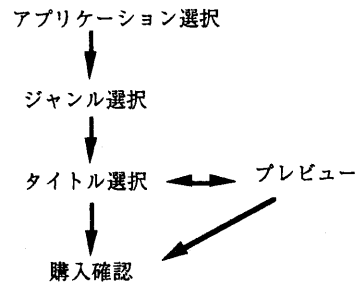 アプリケーション選択
ジャンル選択
タイトル選択
プレビュー
購入確認